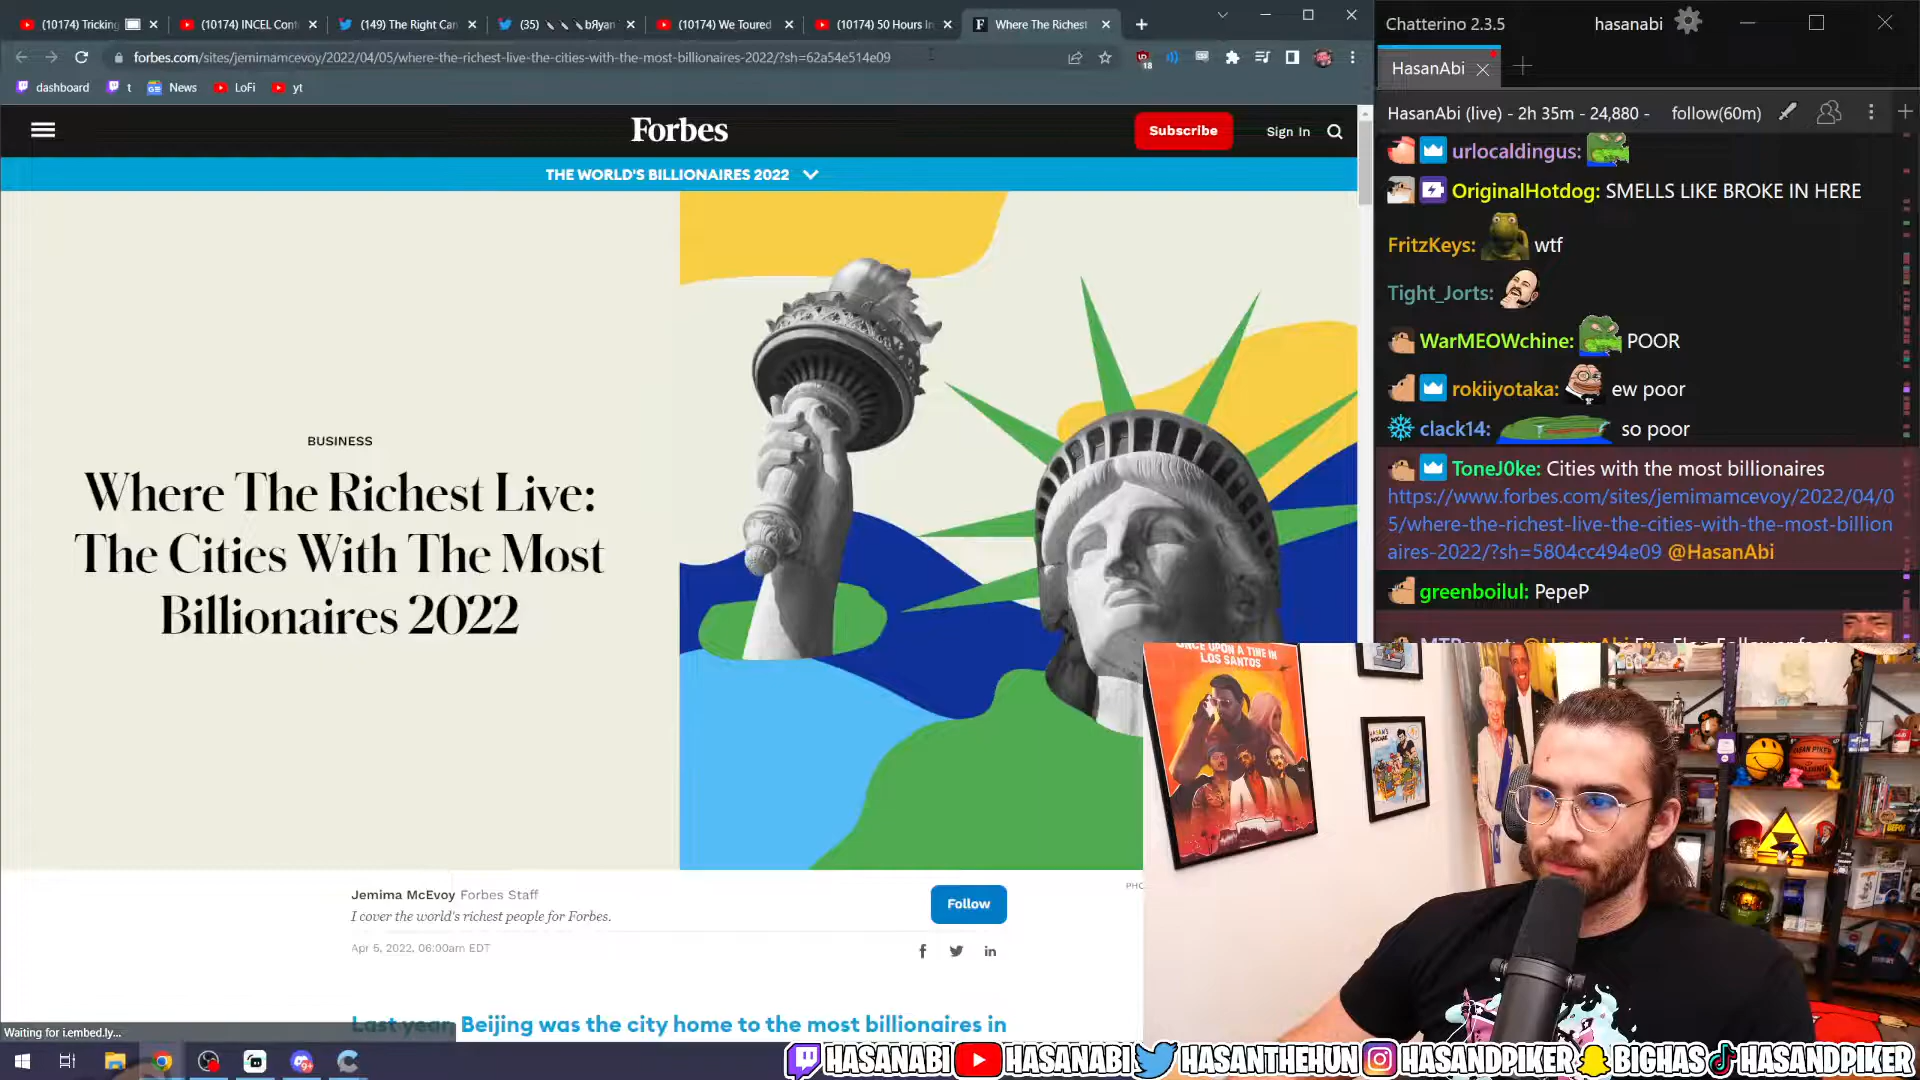 (10174) Tricking
(10174) INCEL Cont
(149) The Right Can
(35)
bЯyan
(10174) We Toured
(10174) 50 Hours In
Where The Richest
forbes.com/sites/jemimamcevoy/2022/04/05/where-the-richest-live-the-cities-with-the-most-billionaires-2022/?sh=62a54e514e09
18
dashboard
t
News
LoFi
yt
Forbes
Subscribe
Sign In
THE WORLD'S BILLIONAIRES 2022
BUSINESS
Where The Richest Live:
The Cities With The Most
Billionaires 2022
Jemima McEvoy Forbes Staff
I cover the world's richest people for Forbes.
Follow
Apr 5, 2022, 06:00am EDT
Last year, Beijing was the city home to the most billionaires in
Waiting for i.embed.ly...
Chatterino 2.3.5
hasanabi
HasanAbi
HasanAbi (live) - 2h 35m - 24,880 - follow(60m)
urlocaldingus:
OriginalHotdog: SMELLS LIKE BROKE IN HERE
FritzKeys: wtf
Tight_Jorts:
WarMEOWchine: POOR
rokiiyotaka: ew poor
clack14: so poor
ToneJ0ke: Cities with the most billionaires
https://www.forbes.com/sites/jemimamcevoy/2022/04/0
5/where-the-richest-live-the-cities-with-the-most-billion
aires-2022/?sh=5804cc494e09 @HasanAbi
greenboilul: PepeP
ONCE UPON A TIME IN
LOS SANTOS
HASAN PIKER
HASANABI HASANABI HASANTHEHUN HASANDPIKER BIGHAS HASANDPIKER